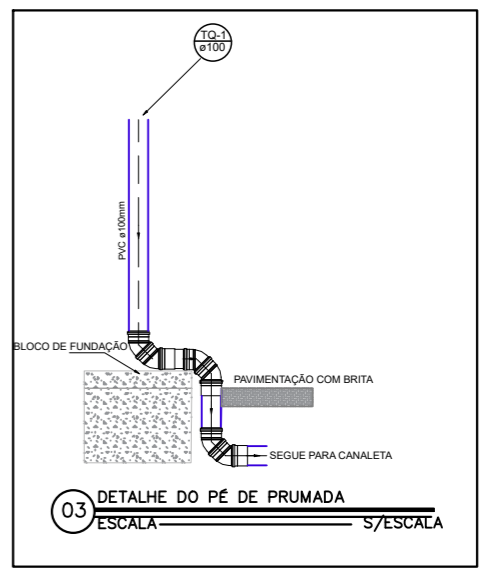 TQ-1
ø100
PVC ø100mm
BLOCO DE FUNDAÇÃO
PAVIMENTAÇÃO COM BRITA
SEGUE PARA CANALETA
03
DETALHE DO PÉ DE PRUMADA
ESCALA S/ESCALA